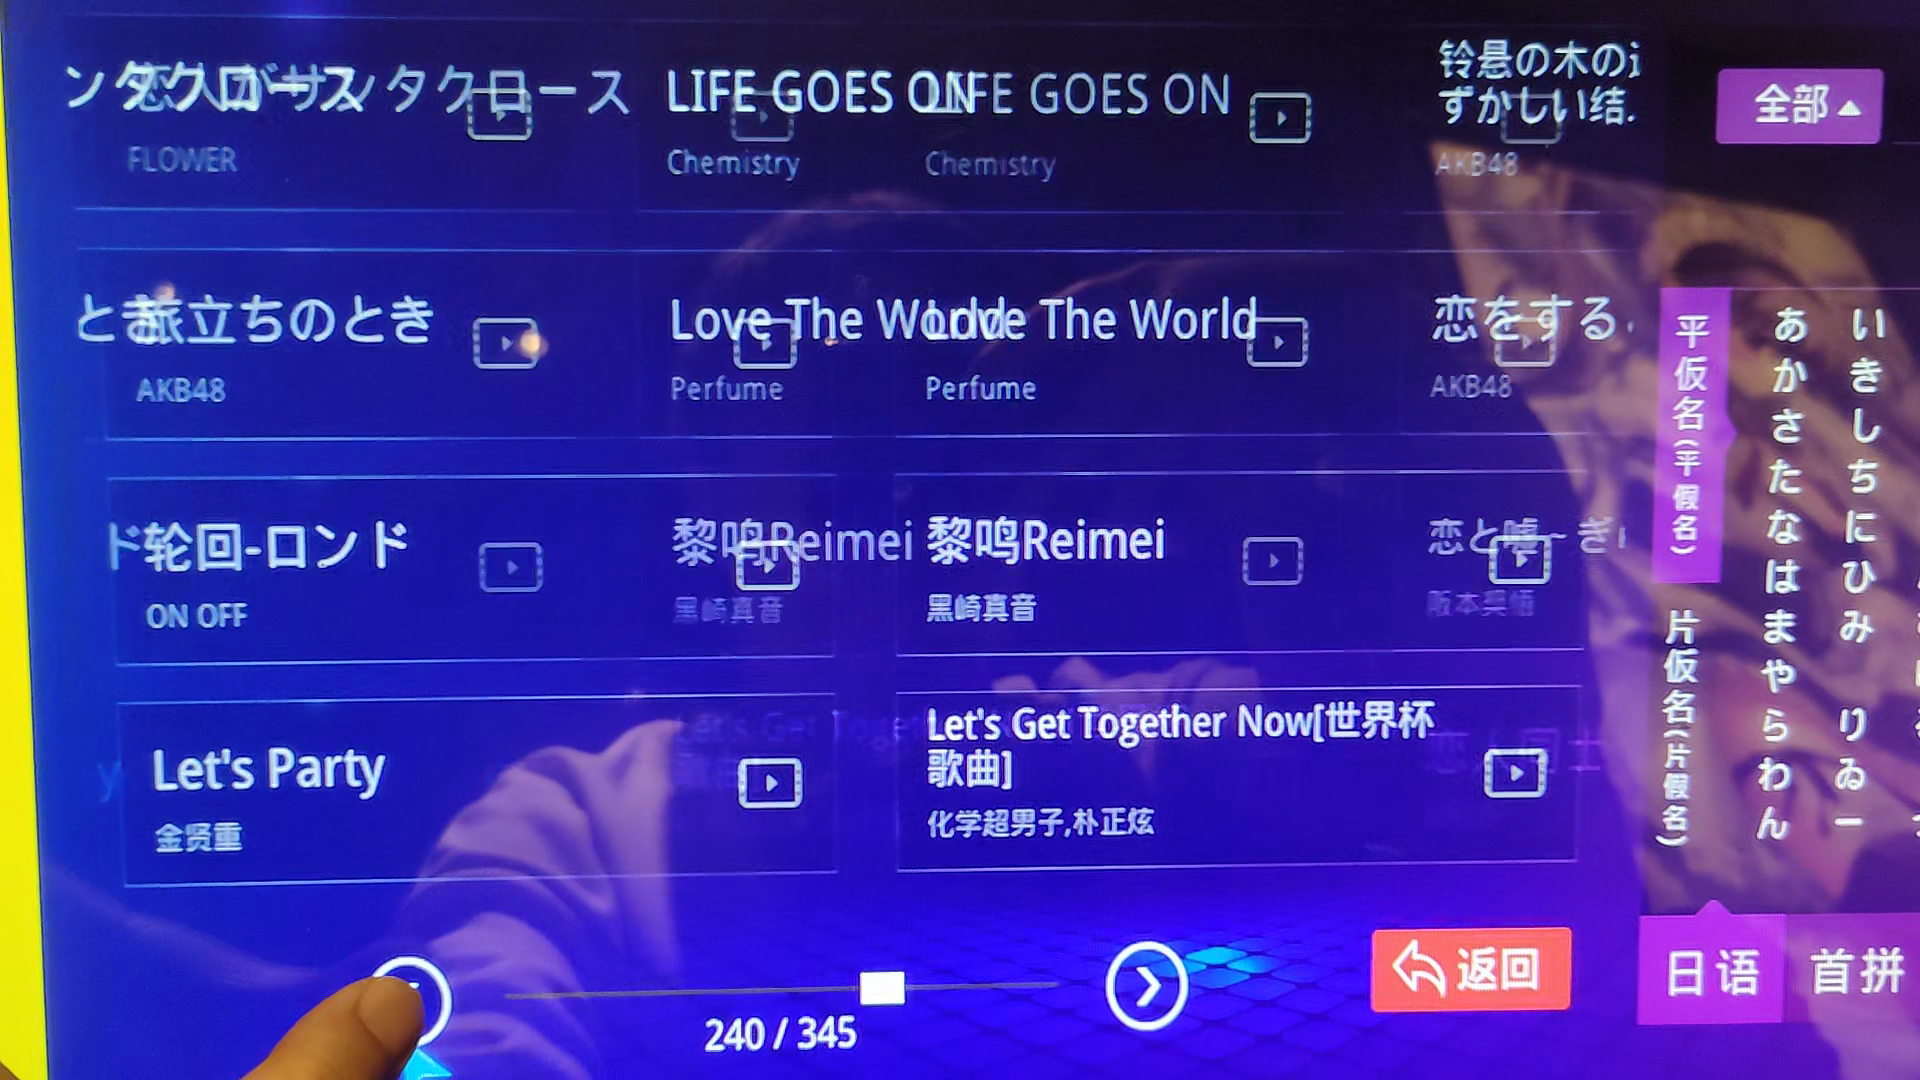 恋人がサンタクロース
FLOWER
LIFE GOES ON
LIFE GOES ON
Chemistry
Chemistry
铃悬の木の
ずかしい结.
AKB48
全部
旅立ちのとき
AKB48
Love The World
Love The World
Perfume
Perfume
恋をする
AKB48
轮回-ロンド
ON OFF
黎鸣Reimei
黎鸣Reimei
黒崎真音
黒崎真音
恋と嘘~ぎ
Let's Party
金贤重
Let's Get Together Now[世界杯
歌曲]
化学超男子,朴正炫
240 / 345
返回
平仮名(平假名)
片仮名(片假名)
あかさたなはまやらわん
いきしちにひみ りゐー
日语
首拼